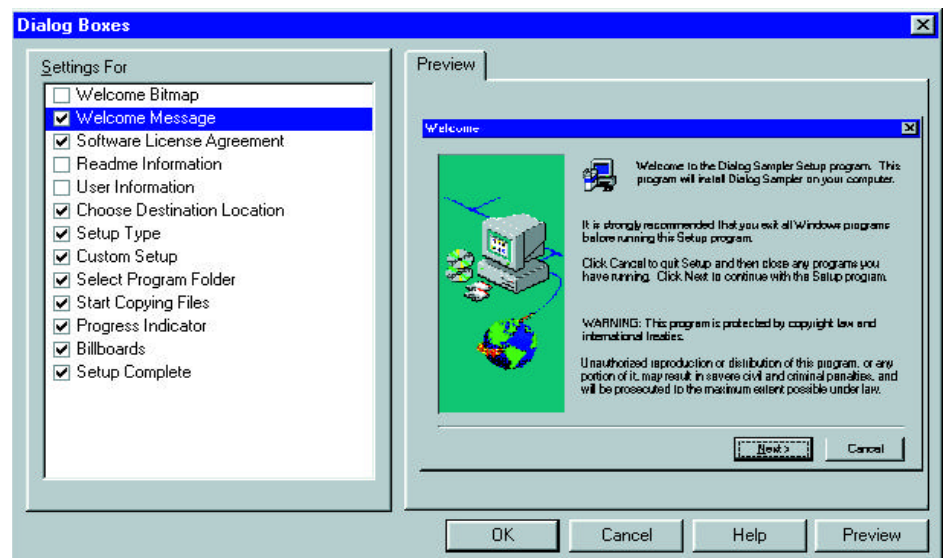 Dialog Boxes
Settings For
Welcome Bitmap
Welcome Message
Software License Agreement
Readme Information
User Information
Choose Destination Location
Setup Type
Custom Setup
Select Program Folder
Start Copying Files
Progress Indicator
Billboards
Setup Complete
Preview
Welcome
Welcome to the Dialog Sampler Setup program. This
program will install Dialog Sampler on your computer.
It is strongly recommended that you exit all Windows programs
before running this Setup program.
Click Cancel to quit Setup and then close any programs you
have running. Click Next to continue with the Setup program.
WARNING: This program is protected by copyright law and
international treaties.
Unauthorized reproduction or distribution of this program, or any
portion of it, may result in severe civil and criminal penalties, and
will be prosecuted to the maximum extent possible under law.
Next >
Cancel
OK
Cancel
Help
Preview